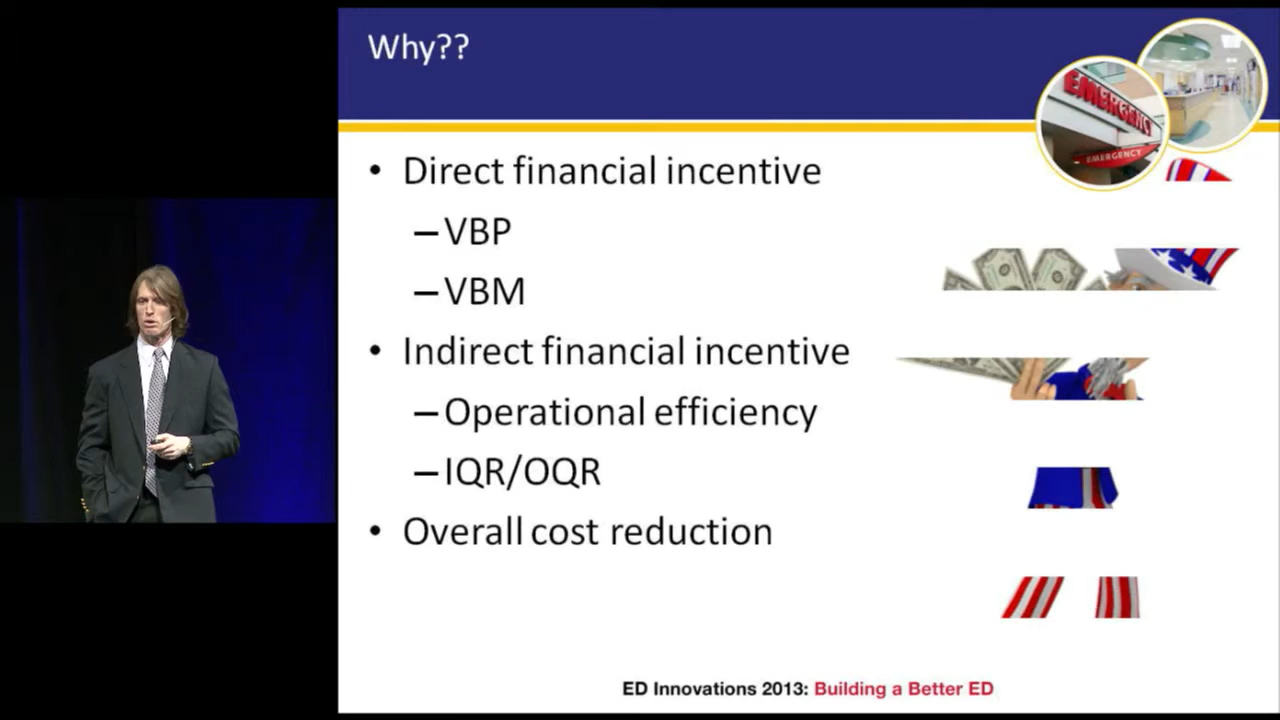 Why??
EMERGENCY
EMERGENCY
• Direct financial incentive
–VBP
–VBM
• Indirect financial incentive
–Operational efficiency
–IQR/OQR
• Overall cost reduction
ED Innovations 2013: Building a Better ED